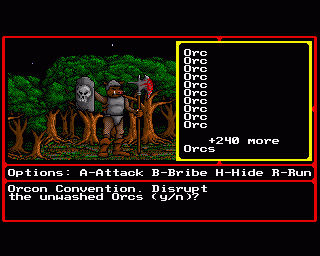 Orc
Orc
Orc
Orc
Orc
Orc
Orc
Orc
Orc
Orc
+240 more
Orcs
Options: A-Attack B-Bribe H-Hide R-Run
Orcon Convention. Disrupt
the unwashed Orcs (y/n)?